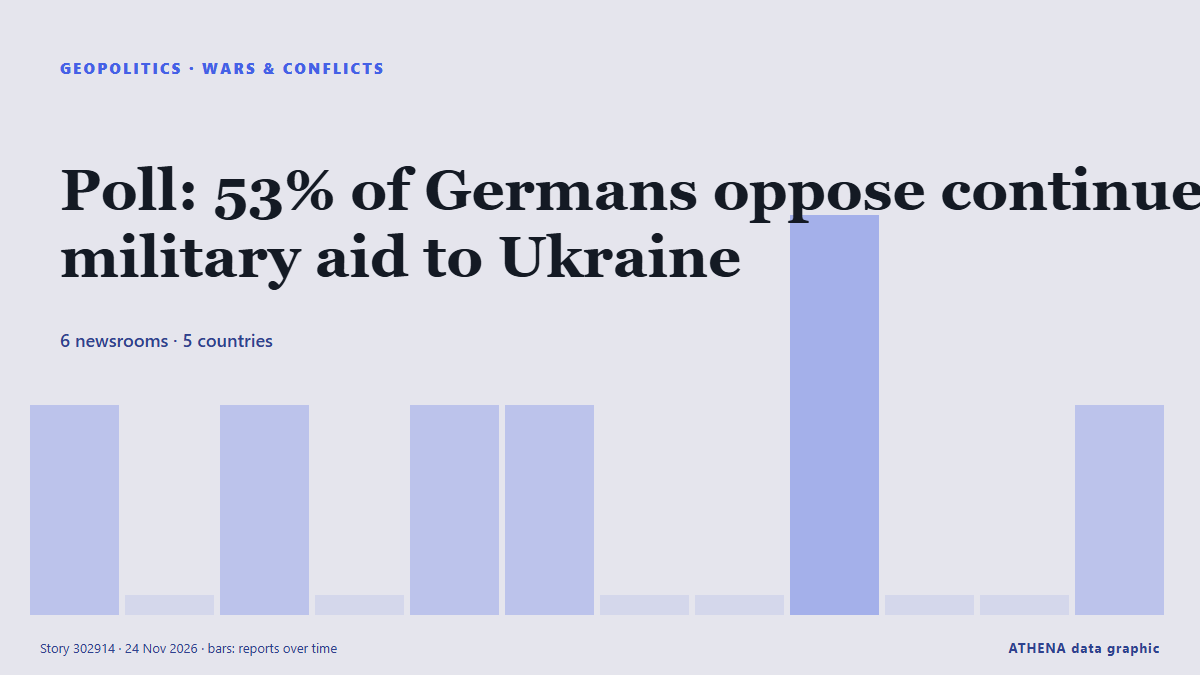 GEOPOLITICS · WARS & CONFLICTS
Poll: 53% of Germans oppose continue
military aid to Ukraine
6 newsrooms · 5 countries
Story 302914 · 24 Nov 2026 · bars: reports over time
ATHENA data graphic